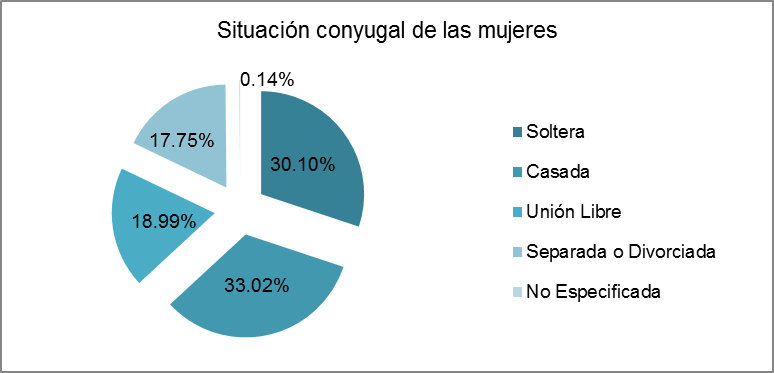 Situación conyugal de las mujeres
0.14%
17.75%
30.10%
18.99%
33.02%
Soltera
Casada
Unión Libre
Separada o Divorciada
No Especificada